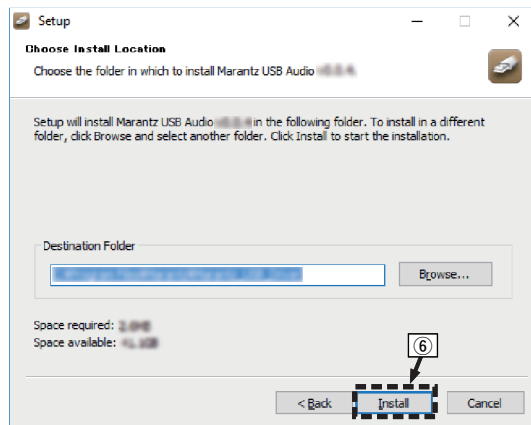 Setup
Choose Install Location
Choose the folder in which to install Marantz USB Audio
Setup will install Marantz USB Audio in the following folder. To install in a different
folder, click Browse and select another folder. Click Install to start the installation.
Destination Folder
Browse...
Space required:
Space available:
⑥
< Back Install Cancel